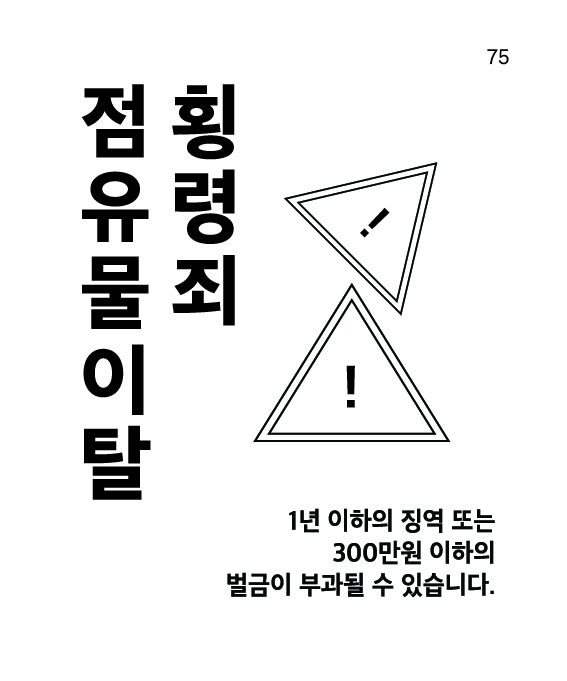 75
점유물이탈
횡령죄
!
!
1년 이하의 징역 또는
300만원 이하의
벌금이 부과될 수 있습니다.